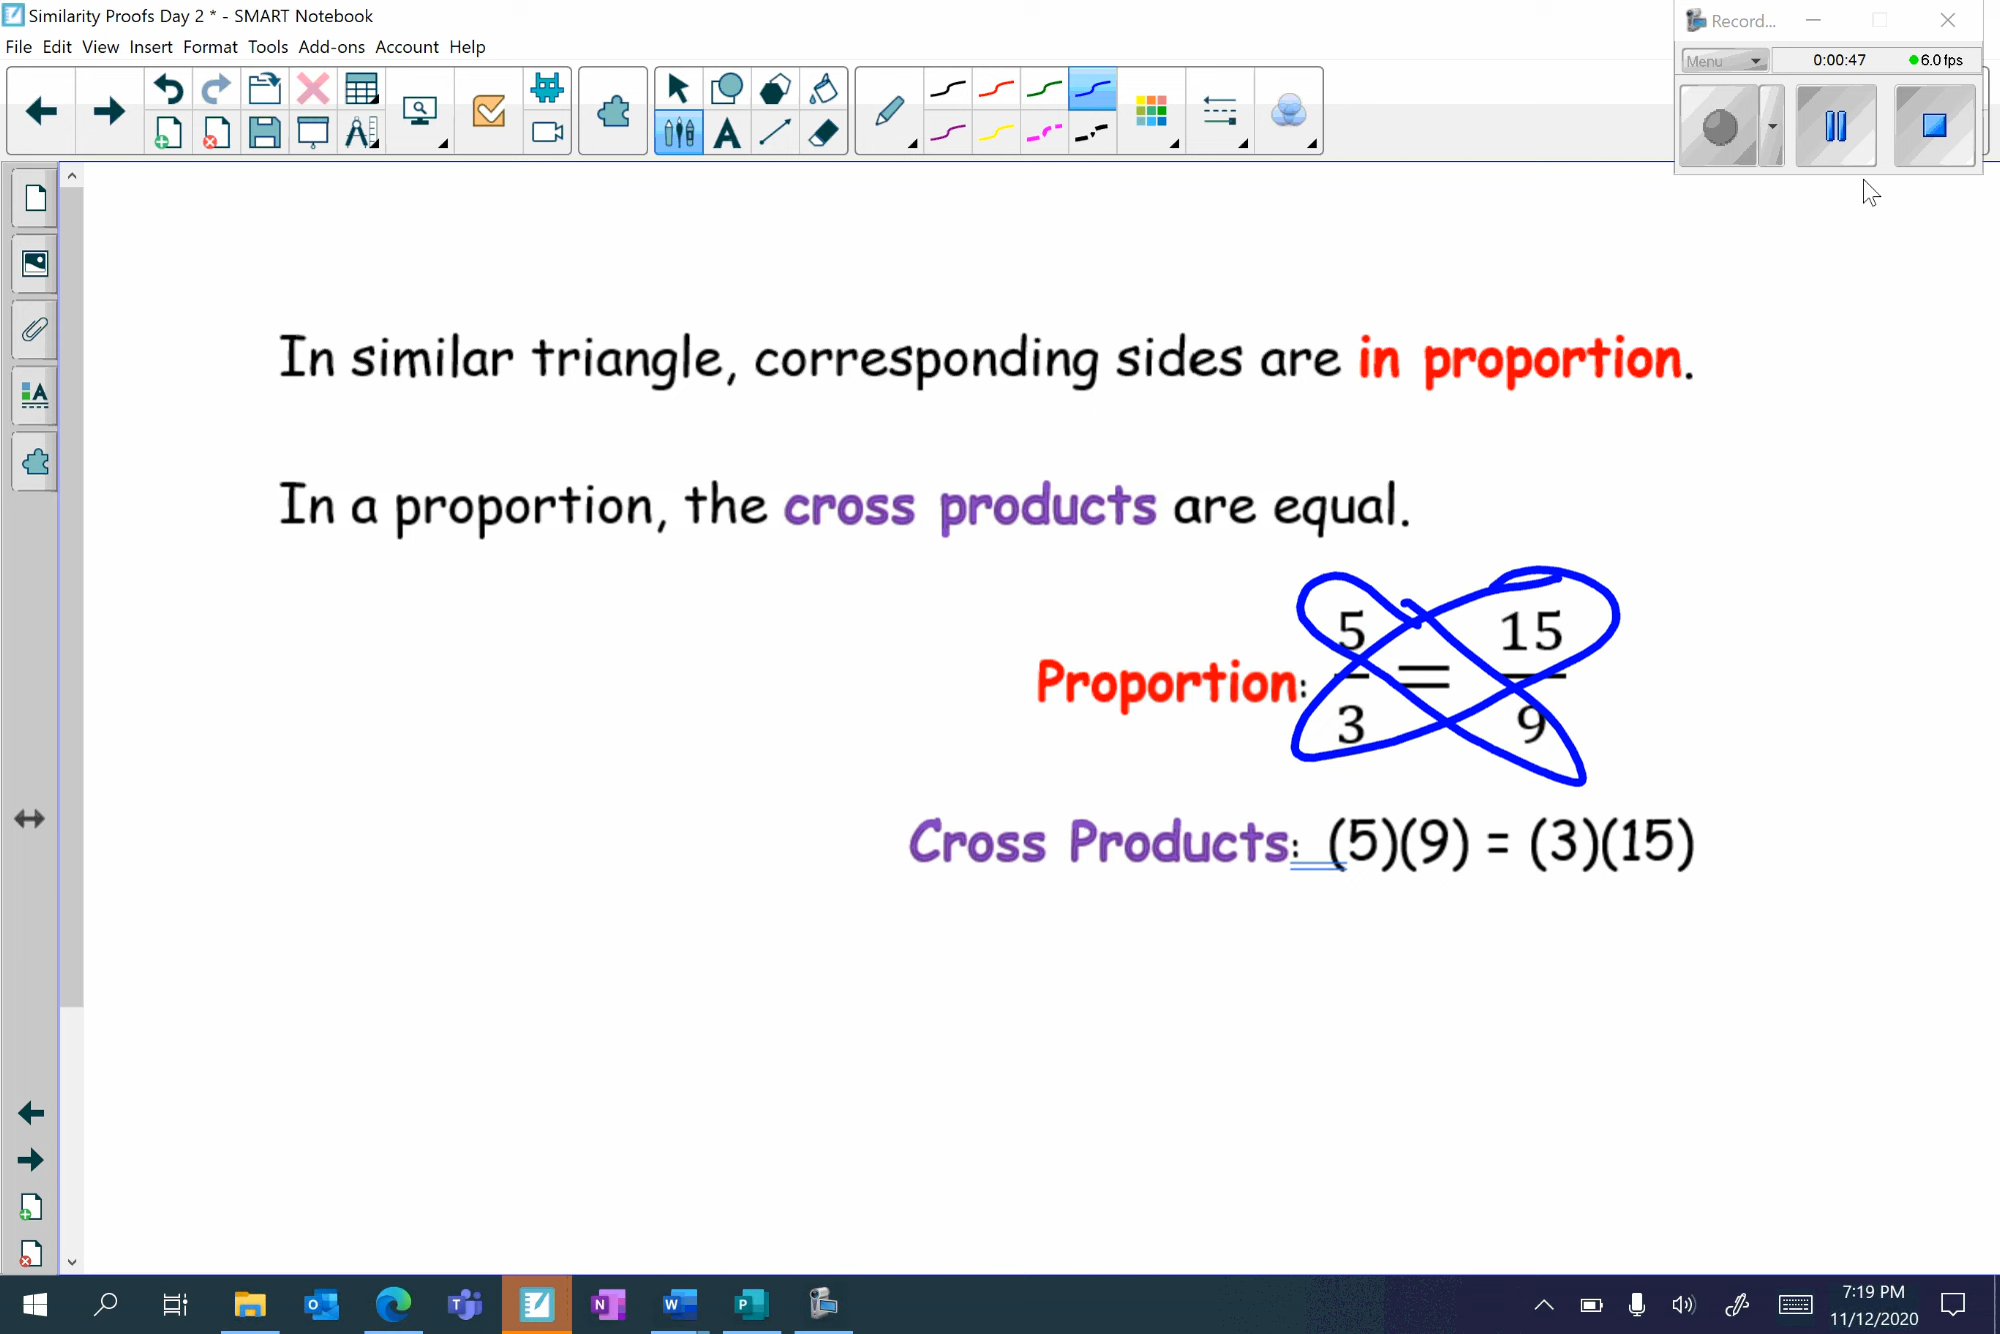 Similarity Proofs Day 2 * - SMART Notebook
Record...
File Edit View Insert Format Tools Add-ons Account Help
Menu 0:00:47 6.0 fps
A
A
In similar triangle, corresponding sides are in proportion.
In a proportion, the cross products are equal.
Proportion: 5/3 = 15/9
Cross Products: (5)(9) = (3)(15)
7:19 PM
11/12/2020